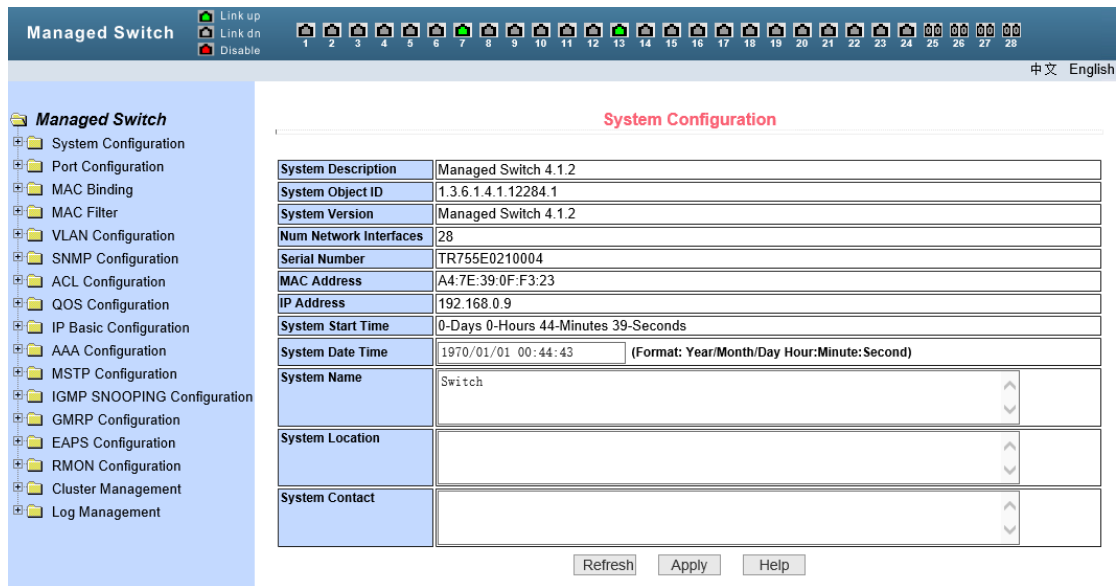 Managed Switch
Link up
Link dn
Disable
1 2 3 4 5 6 7 8 9 10 11 12 13 14 15 16 17 18 19 20 21 22 23 24 25 26 27 28
中文 English
Managed Switch
System Configuration
Port Configuration
MAC Binding
MAC Filter
VLAN Configuration
SNMP Configuration
ACL Configuration
QOS Configuration
IP Basic Configuration
AAA Configuration
MSTP Configuration
IGMP SNOOPING Configuration
GMRP Configuration
EAPS Configuration
RMON Configuration
Cluster Management
Log Management
System Configuration
System Description Managed Switch 4.1.2
System Object ID 1.3.6.1.4.1.12284.1
System Version Managed Switch 4.1.2
Num Network Interfaces 28
Serial Number TR755E0210004
MAC Address A4:7E:39:0F:F3:23
IP Address 192.168.0.9
System Start Time 0-Days 0-Hours 44-Minutes 39-Seconds
System Date Time 1970/01/01 00:44:43 (Format: Year/Month/Day Hour:Minute:Second)
System Name Switch
System Location
System Contact
Refresh Apply Help